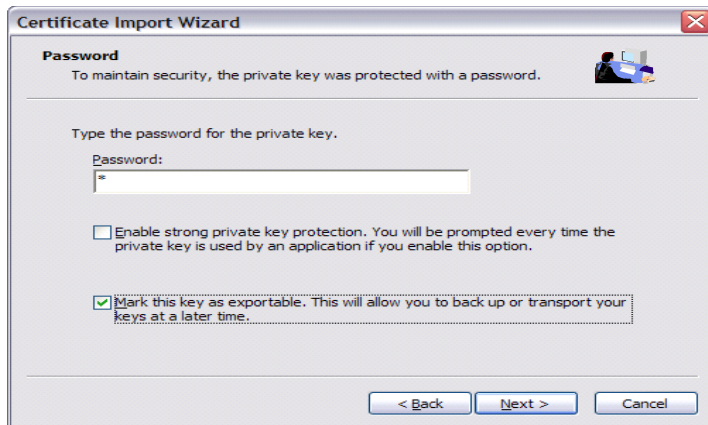 Certificate Import Wizard
Password
To maintain security, the private key was protected with a password.
Type the password for the private key.
Password:
*
Enable strong private key protection. You will be prompted every time the
private key is used by an application if you enable this option.
Mark this key as exportable. This will allow you to back up or transport your
keys at a later time.
< Back Next > Cancel